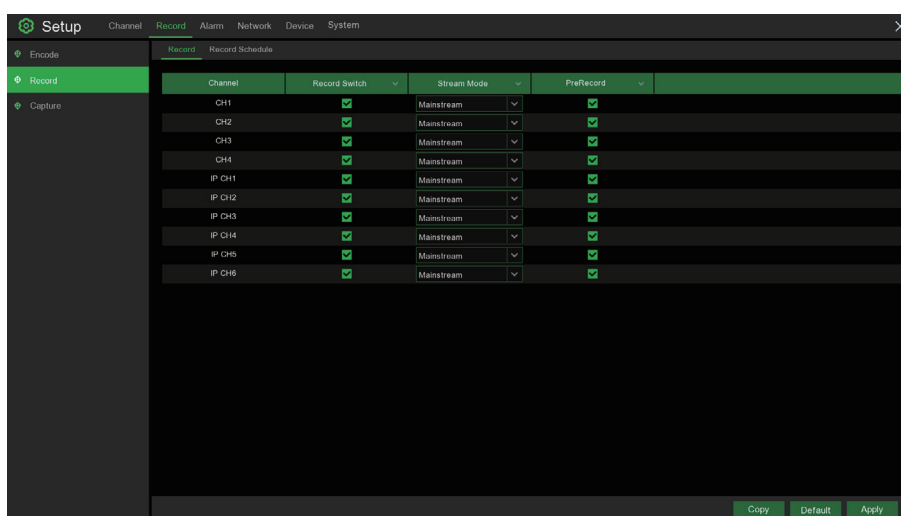 Setup Channel Record Alarm Network Device System
Encode
Record
Capture
Record Record Schedule
Channel Record Switch Stream Mode PreRecord
CH1 Mainstream
CH2 Mainstream
CH3 Mainstream
CH4 Mainstream
IP CH1 Mainstream
IP CH2 Mainstream
IP CH3 Mainstream
IP CH4 Mainstream
IP CH5 Mainstream
IP CH6 Mainstream
Copy Default Apply